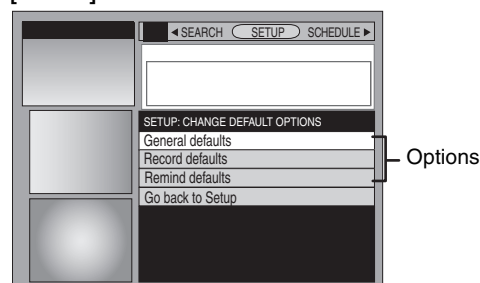 ◄ SEARCH SETUP SCHEDULE ►
SETUP: CHANGE DEFAULT OPTIONS
General defaults
Record defaults
Remind defaults
Go back to Setup
Options